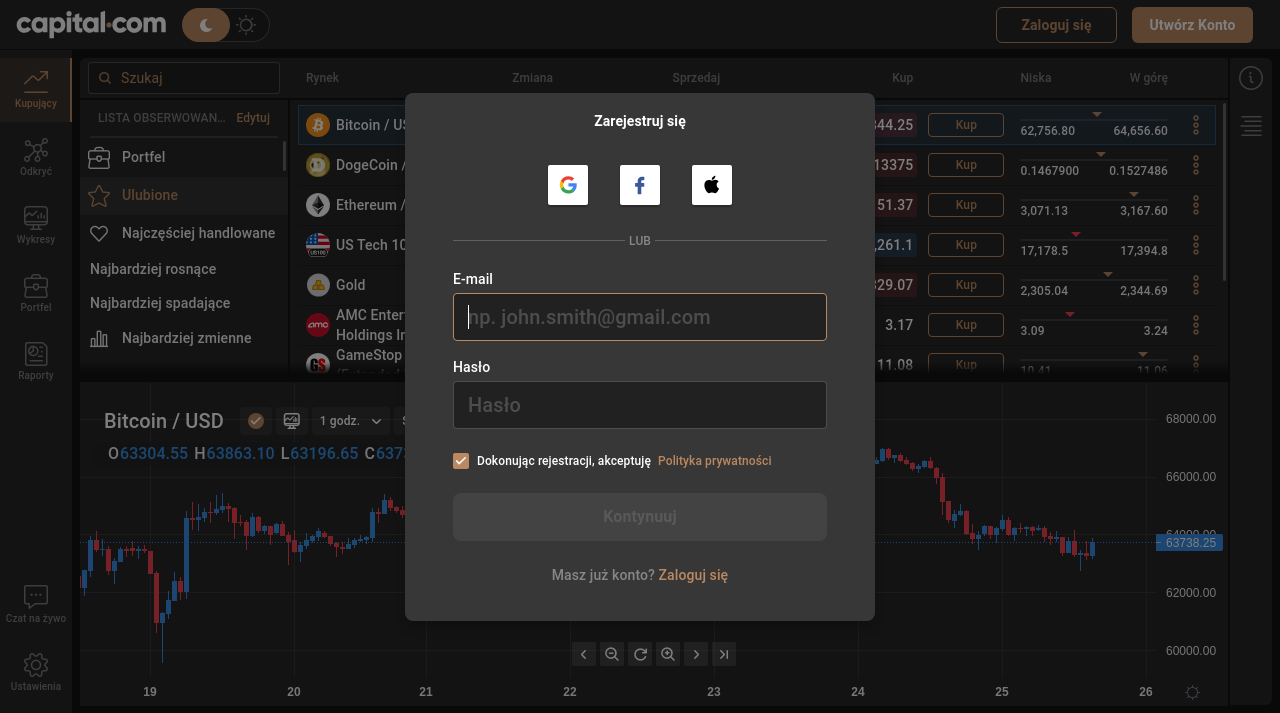 capital.com
Zaloguj się
Utwórz Konto
Kupujący
Odkryć
Wykresy
Portfel
Raporty
Czat na żywo
Ustawienia
Szukaj
LISTA OBSERWOWAN...
Edytuj
Portfel
Ulubione
Najczęściej handlowane
Najbardziej rosnące
Najbardziej spadające
Najbardziej zmienne
Rynek Zmiana Sprzedaj Kup Niska W górę
Bitcoin / US 344.25 Kup 62,756.80 64,656.60
DogeCoin / 13375 Kup 0.1467900 0.1527486
Ethereum / 51.37 Kup 3,071.13 3,167.60
US Tech 10 ,261.1 Kup 17,178.5 17,394.8
Gold 329.07 Kup 2,305.04 2,344.69
AMC Enter
Holdings In 3.17 Kup 3.09 3.24
GameStop 11.08 Kup 10.41 11.06
Zarejestruj się
LUB
E-mail
np. john.smith@gmail.com
Hasło
Hasło
Dokonując rejestracji, akceptuję Polityka prywatności
Kontynuuj
Masz już konto? Zaloguj się
Bitcoin / USD
1 godz.
O63304.55 H63863.10 L63196.65 C6373
68000.00
66000.00
64000.00
63738.25
62000.00
60000.00
19 20 21 22 23 24 25 26